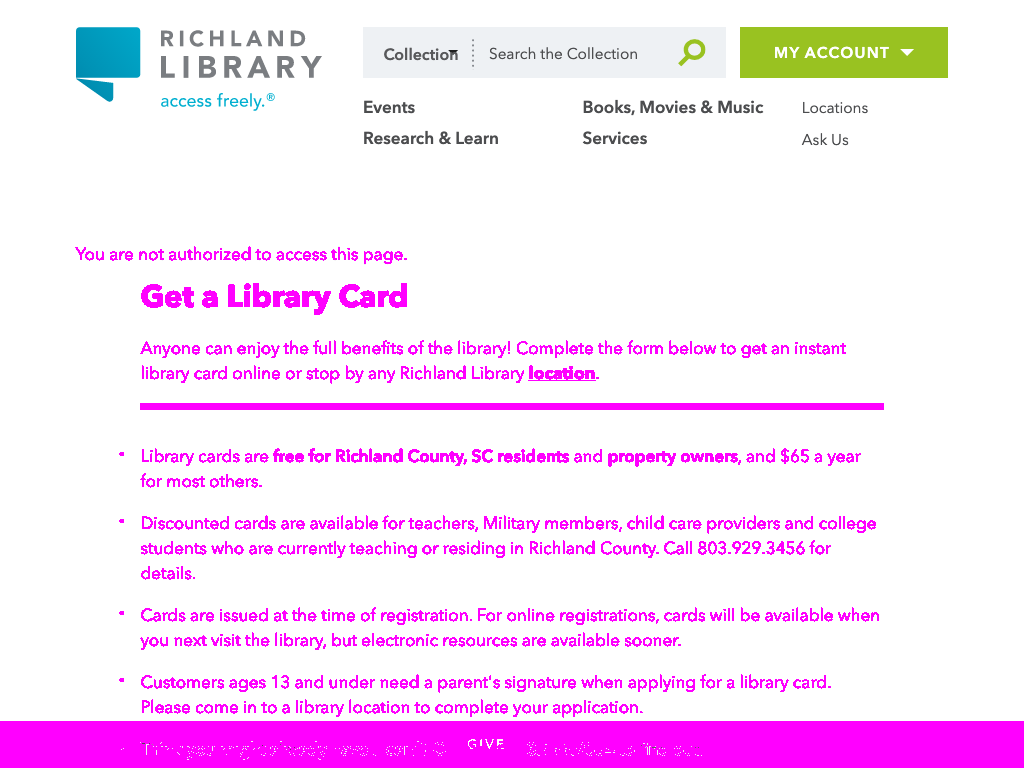 RICHLAND
LIBRARY
access freely.®
Collection
Search the Collection
MY ACCOUNT
Events
Books, Movies & Music
Locations
Research & Learn
Services
Ask Us
You are not authorized to access this page.
Get a Library Card
Anyone can enjoy the full benefits of the library! Complete the form below to get an instant
library card online or stop by any Richland Library location.
• Library cards are free for Richland County, SC residents and property owners, and $65 a year
for most others.
• Discounted cards are available for teachers, Military members, child care providers and college
students who are currently teaching or residing in Richland County. Call 803.929.3456 for
details.
• Cards are issued at the time of registration. For online registrations, cards will be available when
you next visit the library, but electronic resources are available sooner.
• Customers ages 13 and under need a parent's signature when applying for a library card.
Please come in to a library location to complete your application.
GIVE